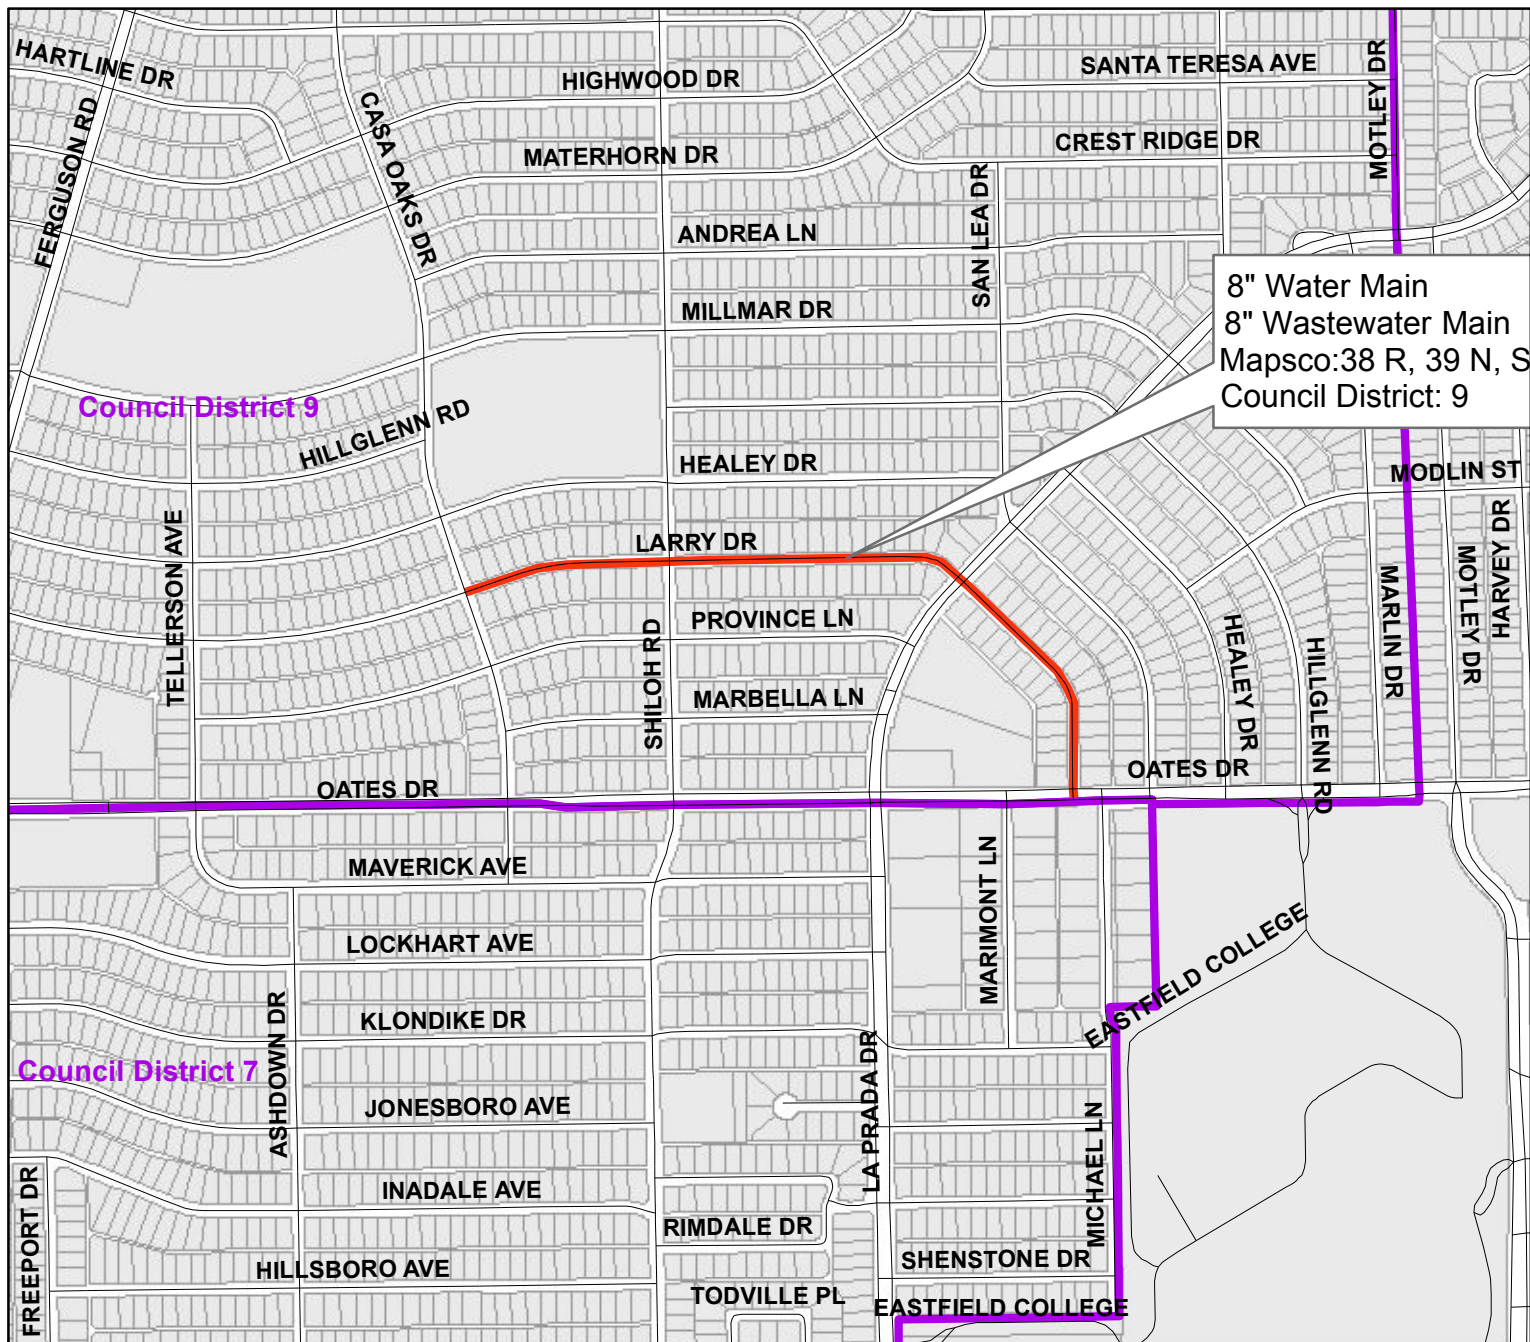 HARTLINE DR
HIGHWOOD DR
SANTA TERESA AVE
MOTLEY DR
FERGUSON RD
CASA OAKS DR
MATERHORN DR
CREST RIDGE DR
SAN LEA DR
ANDREA LN
MILLMAR DR
8" Water Main
8" Wastewater Main
Mapsco:38 R, 39 N, S
Council District: 9
Council District 9
HILLGLENN RD
HEALEY DR
MODLIN ST
TELLERSON AVE
LARRY DR
HARVEY DR
MOTLEY DR
MARLIN DR
PROVINCE LN
SHILOH RD
HEALEY DR
HILLGLENN RD
MARBELLA LN
OATES DR
OATES DR
MAVERICK AVE
MARIMONT LN
LOCKHART AVE
EASTFIELD COLLEGE
ASHDOWN DR
KLONDIKE DR
LA PRADA DR
Council District 7
JONESBORO AVE
MICHAEL LN
INADALE AVE
FREEPORT DR
RIMDALE DR
SHENSTONE DR
HILLSBORO AVE
TODVILLE PL
EASTFIELD COLLEGE